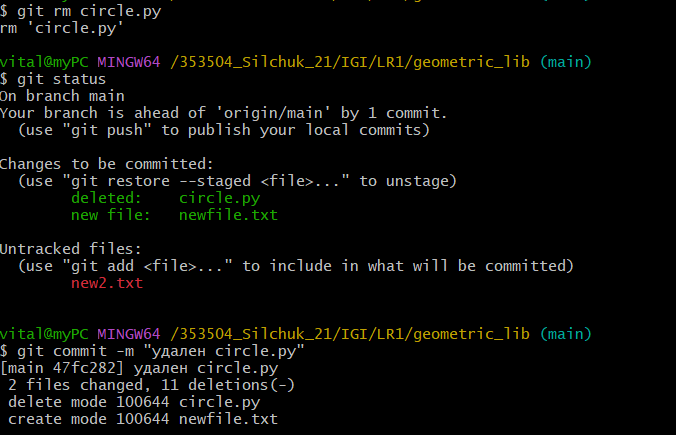 $ git rm circle.py
rm 'circle.py'
vital@myPC MINGW64 /353504_Silchuk_21/IGI/LR1/geometric_lib (main)
$ git status
On branch main
Your branch is ahead of 'origin/main' by 1 commit.
  (use "git push" to publish your local commits)
Changes to be committed:
  (use "git restore --staged <file>..." to unstage)
        deleted:    circle.py
        new file:   newfile.txt
Untracked files:
  (use "git add <file>..." to include in what will be committed)
        new2.txt
vital@myPC MINGW64 /353504_Silchuk_21/IGI/LR1/geometric_lib (main)
$ git commit -m "удален circle.py"
[main 47fc282] удален circle.py
 2 files changed, 11 deletions(-)
 delete mode 100644 circle.py
 create mode 100644 newfile.txt